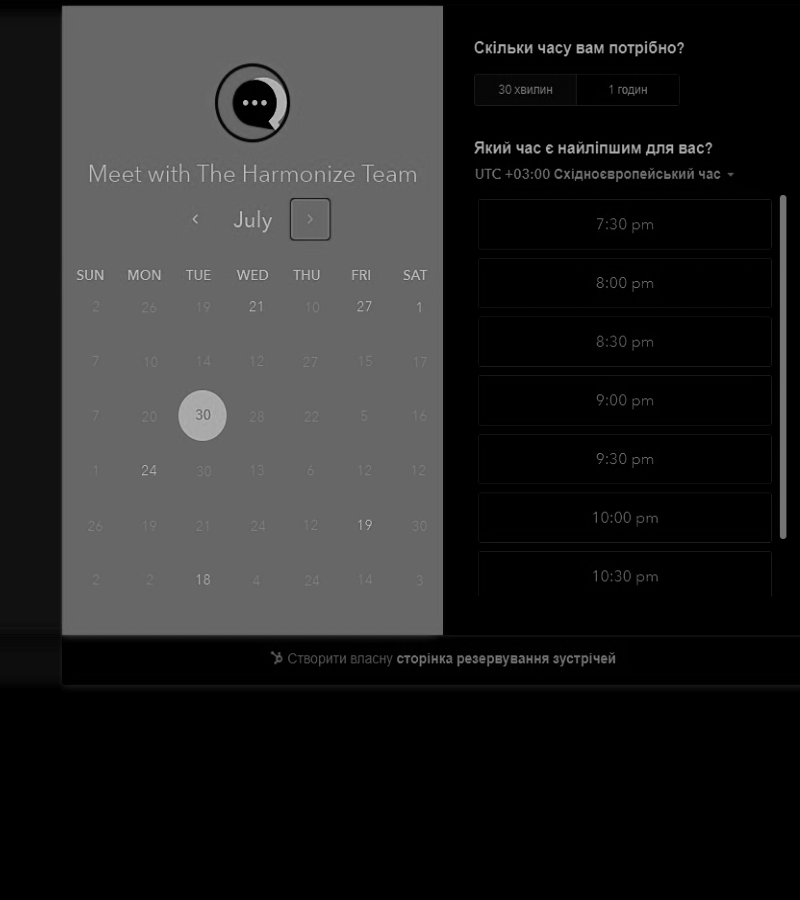 Meet with The Harmonize Team
July
SUN MON TUE WED THU FRI SAT
2 26 19 21 10 27 1
7 10 14 12 27 15 17
7 20 30 28 22 5 16
1 24 30 13 6 12 12
26 19 21 24 12 19 30
2 2 18 4 24 14 3
Скільки часу вам потрібно?
30 хвилин 1 годин
Який час є найліпшим для вас?
UTC +03:00 Східноєвропейський час
7:30 pm
8:00 pm
8:30 pm
9:00 pm
9:30 pm
10:00 pm
10:30 pm
Створити власну сторінка резервування зустрічей